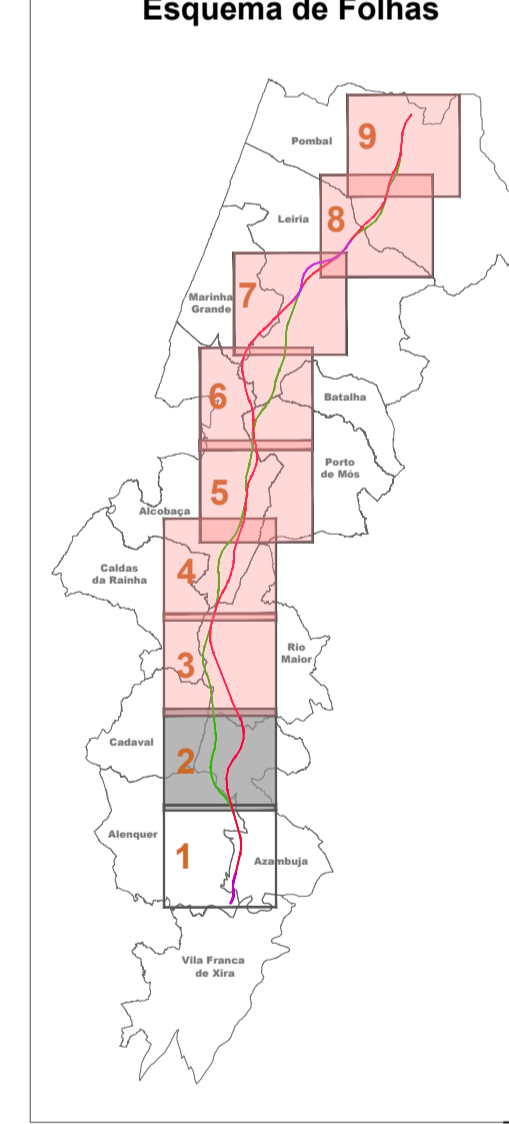 Esquema de Folhas
Pombal
9
Leiria
8
Marinha
Grande
7
6
Batalha
Porto
de Mós
5
Alcobaça
4
Caldas
da Rainha
Rio
Maior
3
Cadaval
2
Alenquer
1
Azambuja
Vila Franca
de Xira